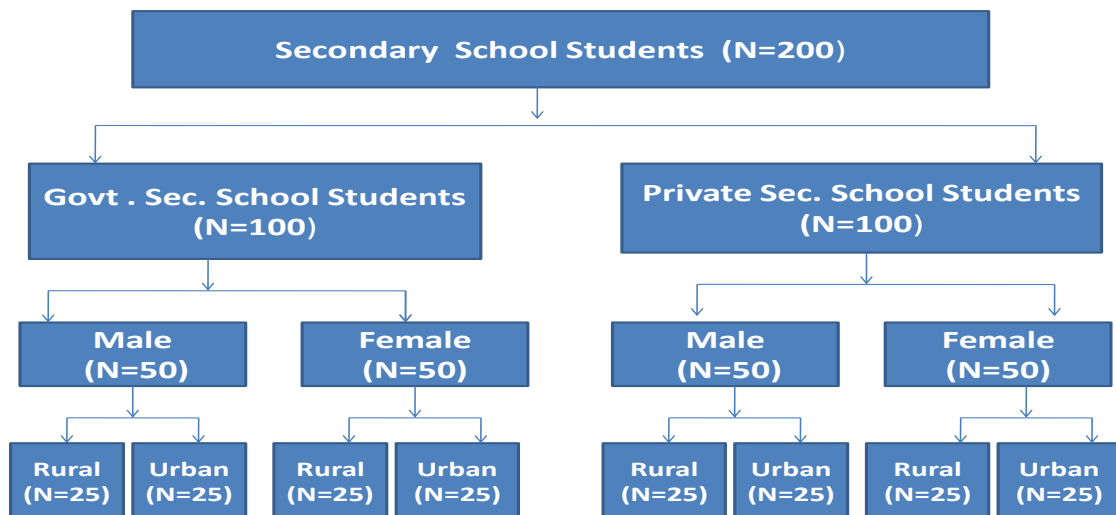 Secondary School Students (N=200)
Govt . Sec. School Students
(N=100)
Private Sec. School Students
(N=100)
Male
(N=50)
Female
(N=50)
Male
(N=50)
Female
(N=50)
Rural
(N=25)
Urban
(N=25)
Rural
(N=25)
Urban
(N=25)
Rural
(N=25)
Urban
(N=25)
Rural
(N=25)
Urban
(N=25)